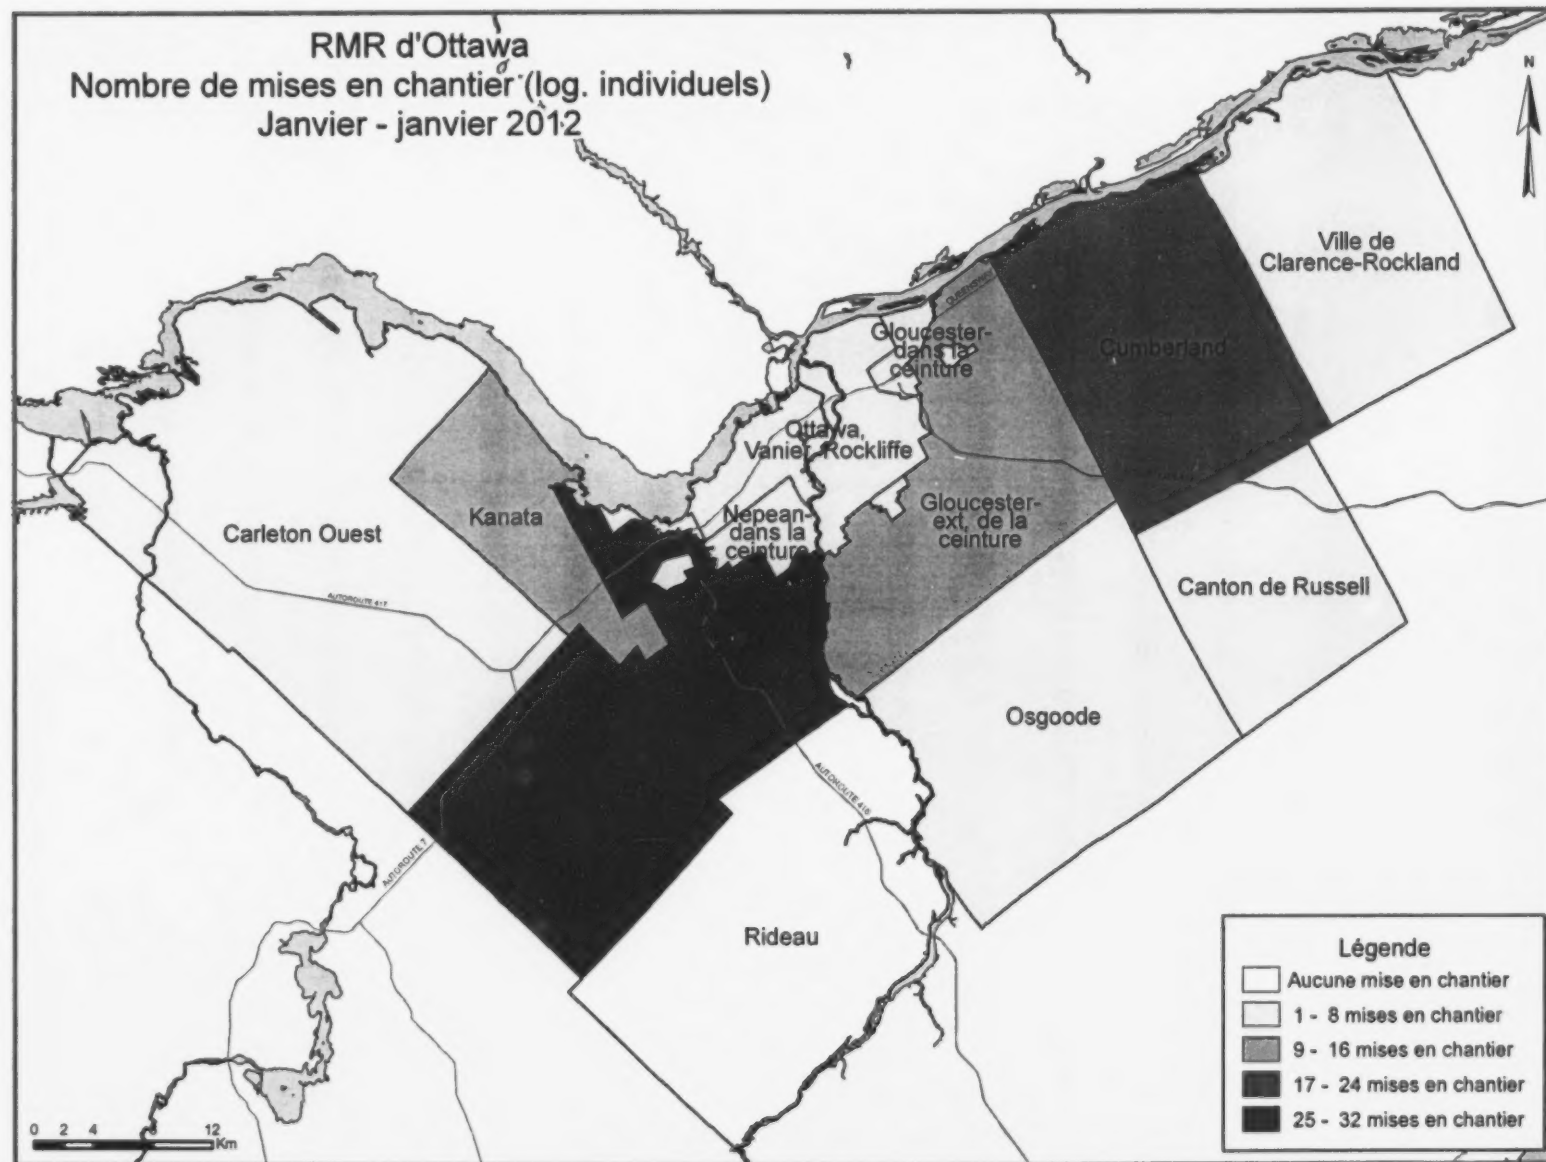 RMR d'Ottawa
Nombre de mises en chantier (log. individuels)
Janvier - janvier 2012
N
Ville de
Clarence-Rockland
Gloucester-
dans la
ceinture
Cumberland
Ottawa,
Vanier, Rockliffe
Kanata
Nepean-
dans la
ceinture
Gloucester-
ext, de la
ceinture
Carleton Ouest
Canton de Russell
AUTOROUTE 417
Osgoode
AUTOROUTE 416
AUTOROUTE 7
Rideau
Légende
Aucune mise en chantier
1 - 8 mises en chantier
9 - 16 mises en chantier
17 - 24 mises en chantier
25 - 32 mises en chantier
0 2 4 8 12
Km